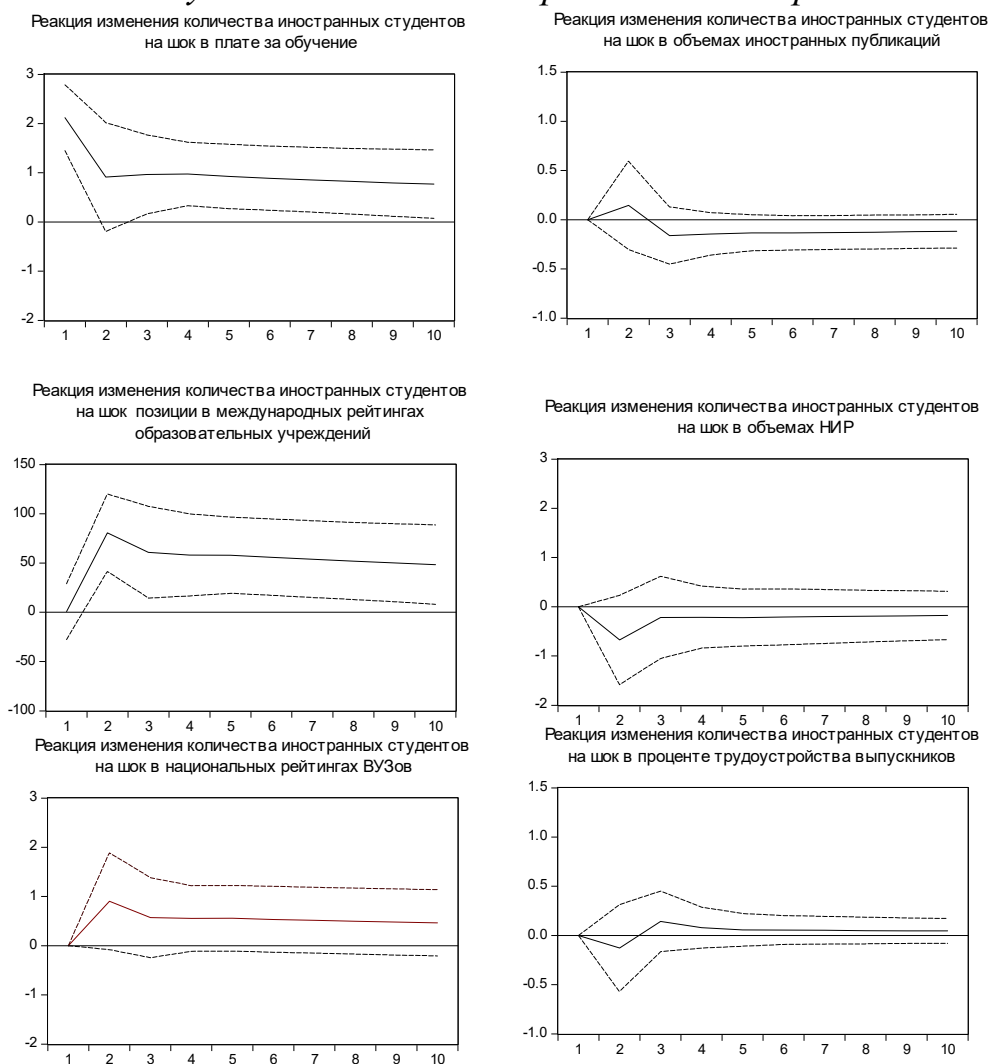 Реакция изменения количества иностранных студентов
на шок в плате за обучение
3
2
1
0
-1
-2
1 2 3 4 5 6 7 8 9 10
Реакция изменения количества иностранных студентов
на шок в объемах иностранных публикаций
1.5
1.0
0.5
0.0
-0.5
-1.0
1 2 3 4 5 6 7 8 9 10
Реакция изменения количества иностранных студентов
на шок позиции в международных рейтингах
образовательных учреждений
150
100
50
0
-50
-100
1 2 3 4 5 6 7 8 9 10
Реакция изменения количества иностранных студентов
на шок в объемах НИР
3
2
1
0
-1
-2
1 2 3 4 5 6 7 8 9 10
Реакция изменения количества иностранных студентов
на шок в национальных рейтингах ВУЗов
3
2
1
0
-1
-2
1 2 3 4 5 6 7 8 9 10
Реакция изменения количества иностранных студентов
на шок в проценте трудоустройства выпускников
1.5
1.0
0.5
0.0
-0.5
-1.0
1 2 3 4 5 6 7 8 9 10